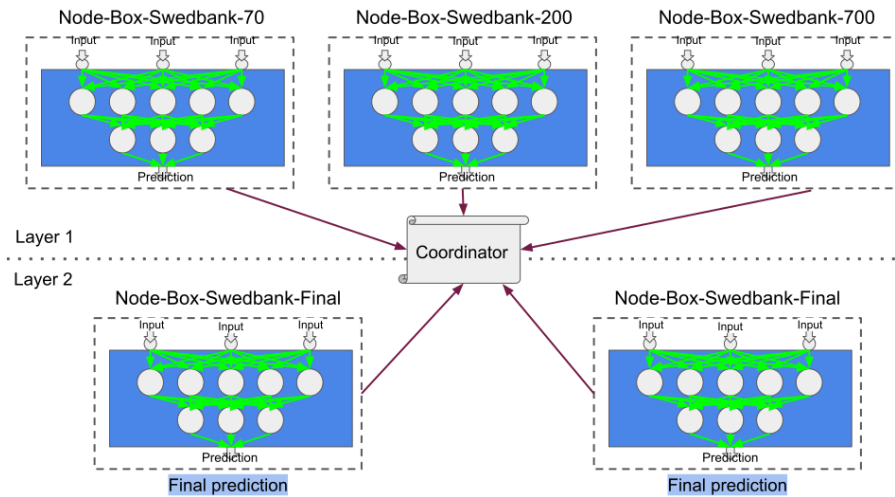 Node-Box-Swedbank-70 Node-Box-Swedbank-200 Node-Box-Swedbank-700
Input Input Input Input Input Input Input Input Input
Prediction Prediction Prediction
Layer 1
Coordinator
Layer 2
Node-Box-Swedbank-Final Node-Box-Swedbank-Final
Input Input Input Input Input Input
Prediction Prediction
Final prediction Final prediction